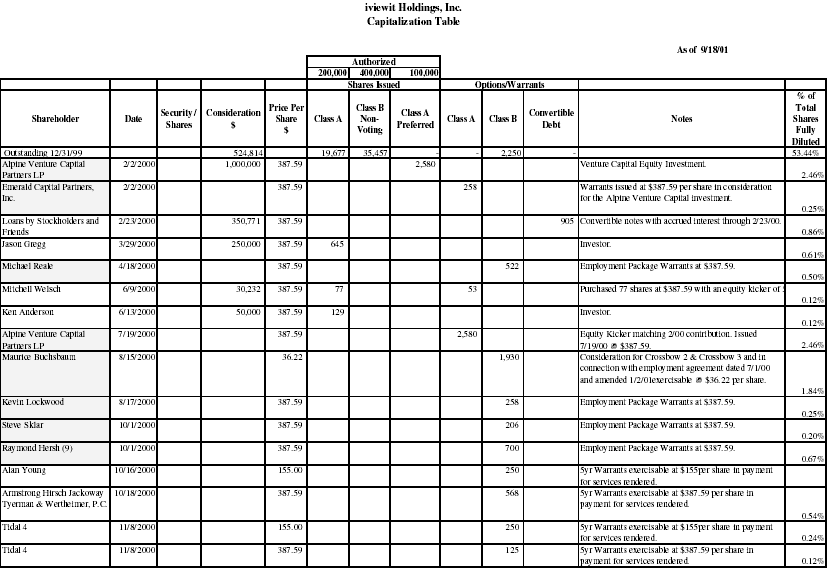 iviewit Holdings, Inc.
Capitalization Table
As of 9/18/01
Authorized
200,000 400,000 100,000
Shares Issued Options/Warrants
Shareholder Date Security/ Shares Consideration $ Price Per Share $ Class A Class B Non-Voting Class A Preferred Class A Class B Convertible Debt Notes % of Total Shares Fully Diluted
Outstanding 12/31/99 524,814 19,677 35,457 - - 2,250 - 53.44%
Alpine Venture Capital 2/2/2000 1,000,000 387.59 2,580 Venture Capital Equity Investment.
Partners LP 2.46%
Emerald Capital Partners, 2/2/2000 387.59 258 Warrants issued at $387.59 per share in consideration
Inc. for the Alpine Venture Capital investment.
0.25%
Loans by Stockholders and 2/23/2000 350,771 387.59 905 Convertible notes with accrued interest through 2/23/00.
Friends 0.86%
Jason Gregg 3/29/2000 250,000 387.59 645 Investor.
0.61%
Michael Reale 4/18/2000 387.59 522 Employment Package Warrants at $387.59.
0.50%
Mitchell Welsch 6/9/2000 30,232 387.59 77 53 Purchased 77 shares at $387.59 with an equity kicker of
0.12%
Ken Anderson 6/13/2000 50,000 387.59 129 Investor.
0.12%
Alpine Venture Capital 7/19/2000 387.59 2,580 Equity Kicker matching 2/00 contribution. Issued
Partners LP 7/19/00 @ $387.59. 2.46%
Maurice Buchsbaum 8/15/2000 36.22 1,930 Consideration for Crossbow 2 & Crossbow 3 and in
connection with employment agreement dated 7/1/00
and amended 1/2/01exercisable @ $36.22 per share.
1.84%
Kevin Lockwood 8/17/2000 387.59 258 Employment Package Warrants at $387.59.
0.25%
Steve Sklar 10/1/2000 387.59 206 Employment Package Warrants at $387.59.
0.20%
Raymond Hersh (9) 10/1/2000 387.59 700 Employment Package Warrants at $387.59.
0.67%
Alan Young 10/16/2000 155.00 250 5yr Warrants exercisable at $155per share in payment
for services rendered.
Armstrong Hirsch Jackoway 10/18/2000 387.59 568 5yr Warrants exercisable at $387.59 per share in
Tyerman & Wertheimer, P.C. payment for services rendered.
0.54%
Tidal 4 11/8/2000 155.00 250 5yr Warrants exercisable at $155per share in payment
for services rendered. 0.24%
Tidal 4 11/8/2000 387.59 125 5yr Warrants exercisable at $387.59 per share in
payment for services rendered. 0.12%